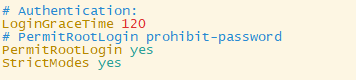 # Authentication:
LoginGraceTime 120
# PermitRootLogin prohibit-password
PermitRootLogin yes
StrictModes yes